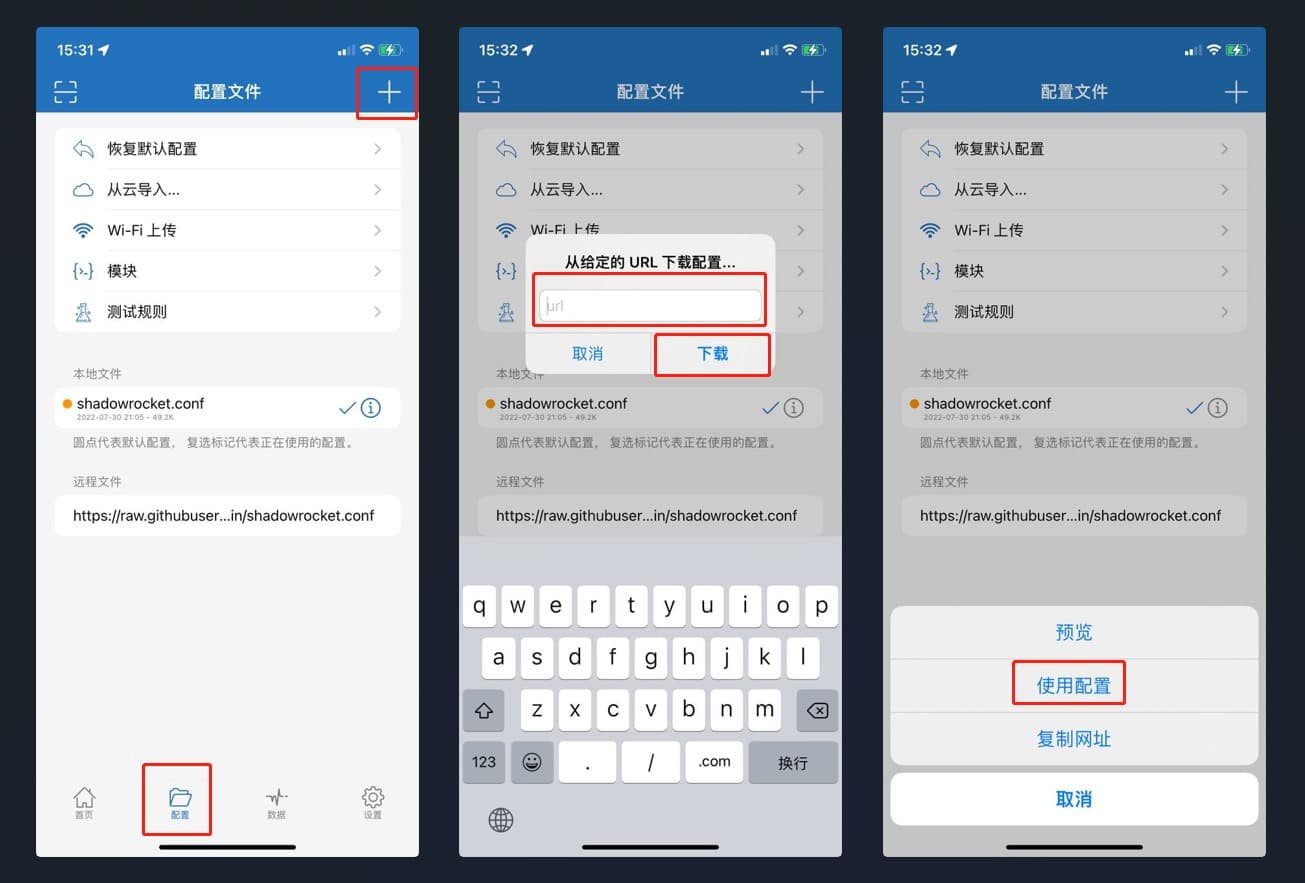 15:31
配置文件
恢复默认配置
从云导入...
Wi-Fi 上传
模块
测试规则
本地文件
shadowrocket.conf
2022-07-30 21:05 - 49.2K
圆点代表默认配置， 复选标记代表正在使用的配置。
远程文件
https://raw.githubuser...in/shadowrocket.conf
首页
配置
数据
设置
15:32
配置文件
恢复默认配置
从云导入...
Wi-Fi 上传
从给定的 URL 下载配置...
url
取消
下载
本地文件
shadowrocket.conf
2022-07-30 21:05 - 49.2K
圆点代表默认配置， 复选标记代表正在使用的配置。
远程文件
https://raw.githubuser...in/shadowrocket.conf
q w e r t y u i o p
a s d f g h j k l
z x c v b n m
123 . / .com 换行
15:32
配置文件
恢复默认配置
从云导入...
Wi-Fi 上传
模块
测试规则
本地文件
shadowrocket.conf
2022-07-30 21:05 - 49.2K
圆点代表默认配置， 复选标记代表正在使用的配置。
远程文件
https://raw.githubuser...in/shadowrocket.conf
预览
使用配置
复制网址
取消